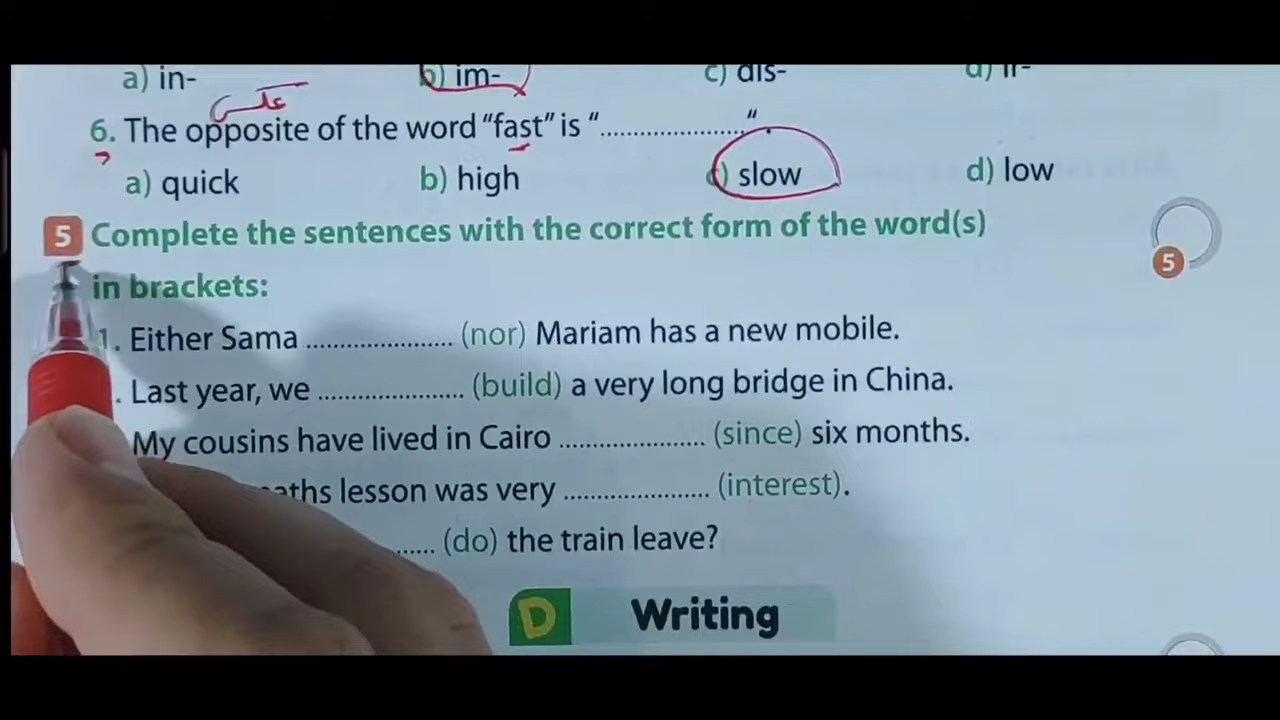 a) in- b) im- c) dis- d) ir-
عكس
6. The opposite of the word "fast" is "......................".
a) quick b) high c) slow d) low
5 Complete the sentences with the correct form of the word(s)
5
in brackets:
1. Either Sama ..................... (nor) Mariam has a new mobile.
. Last year, we ..................... (build) a very long bridge in China.
My cousins have lived in Cairo ..................... (since) six months.
lesson was very ..................... (interest).
...... (do) the train leave?
D Writing